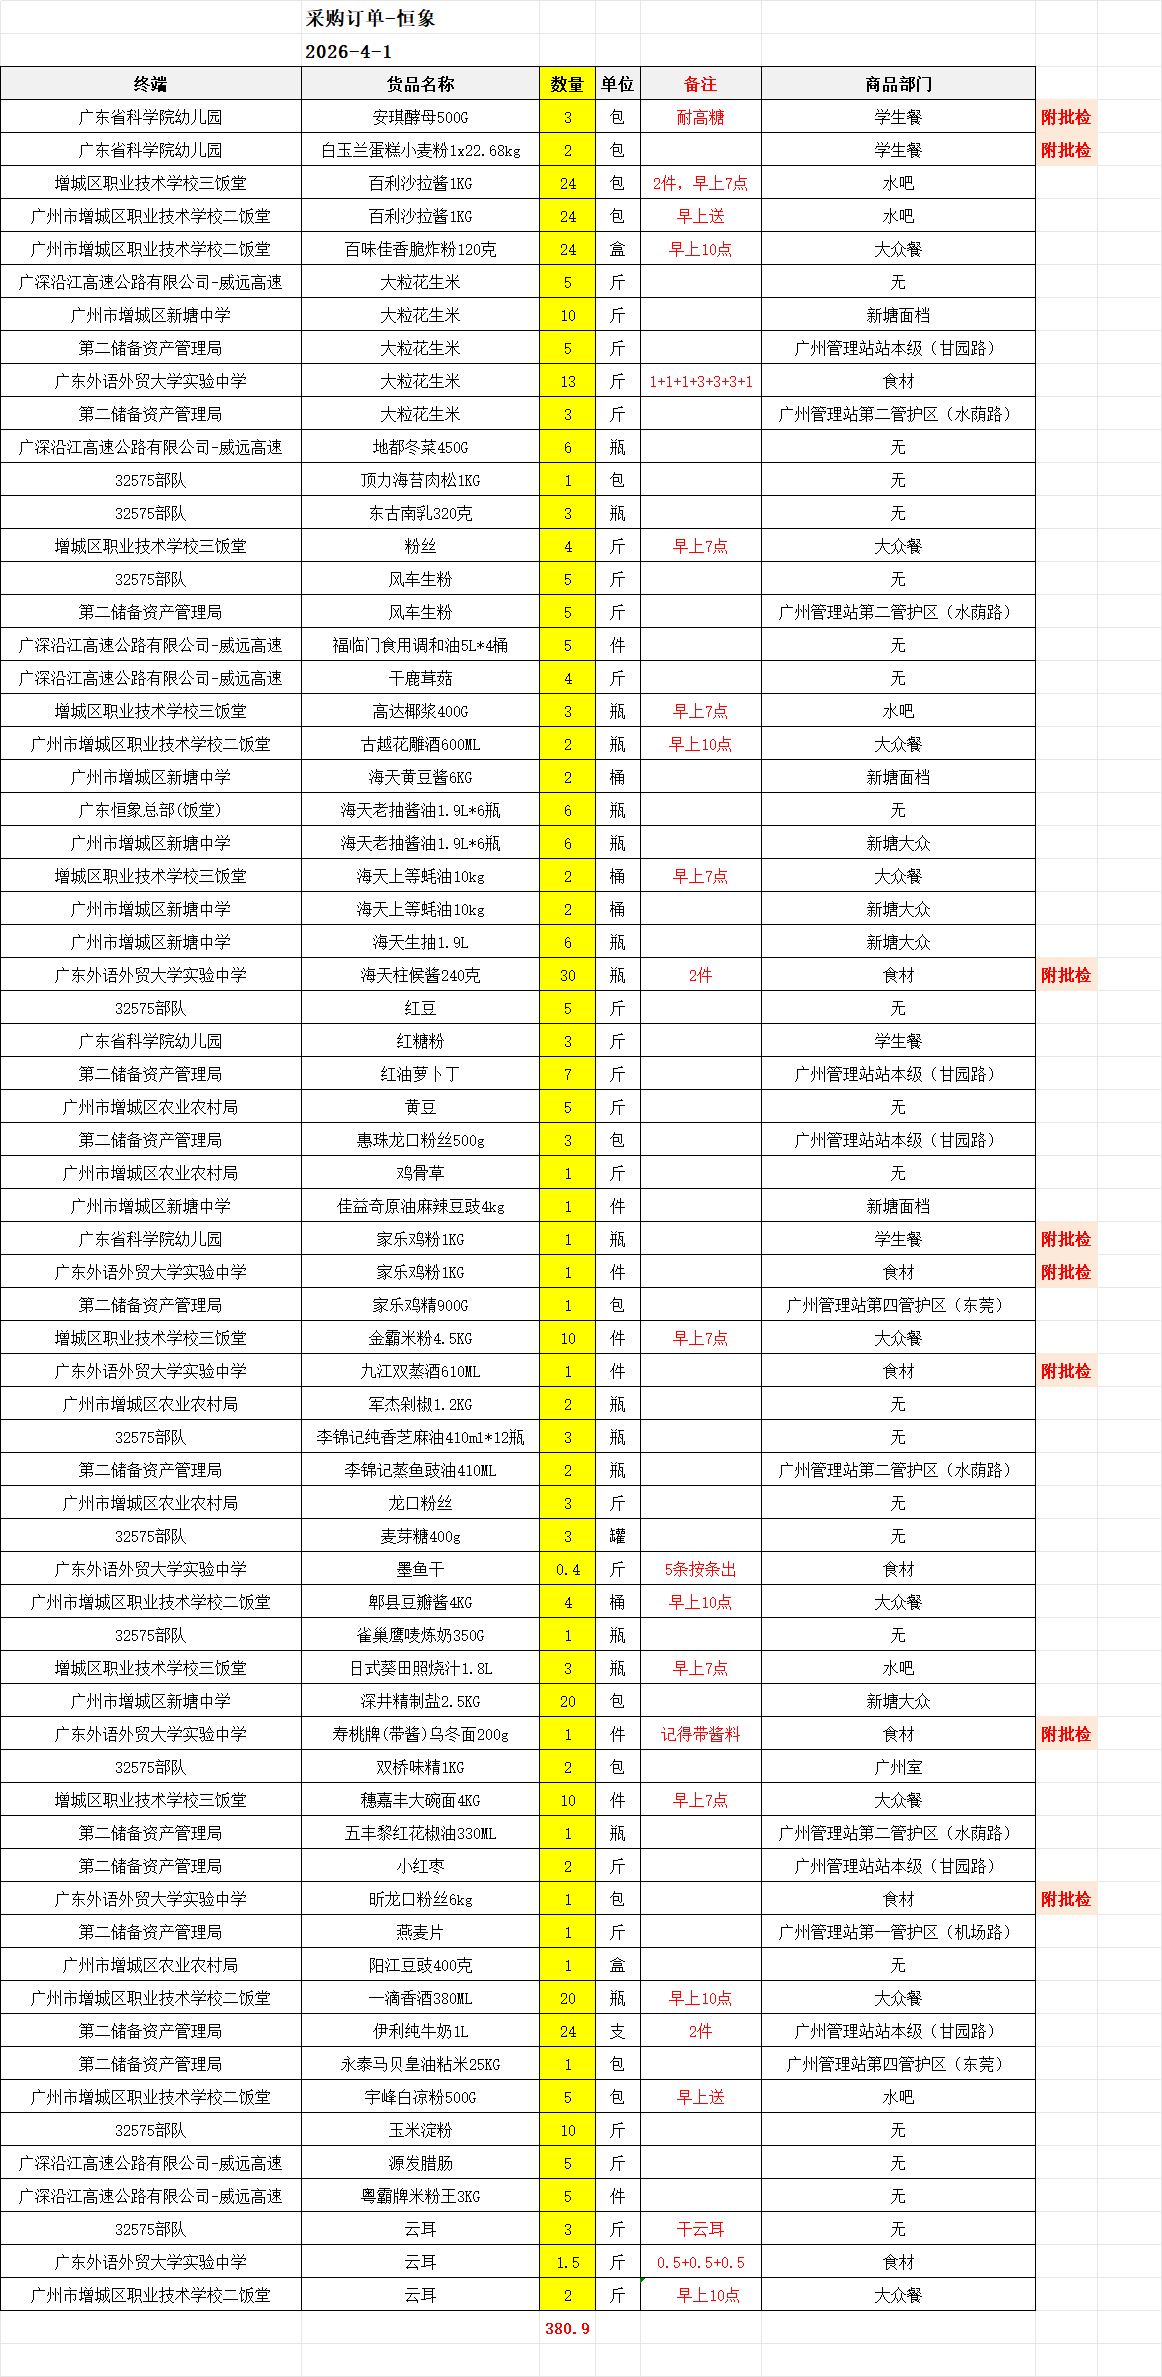 采购订单-恒象
2026-4-1
终端 货品名称 数量 单位 备注 商品部门
广东省科学院幼儿园 安琪酵母500G 3 包 耐高糖 学生餐 附批检
广东省科学院幼儿园 白玉兰蛋糕小麦粉1x22.68kg 2 包 学生餐 附批检
增城区职业技术学校三饭堂 百利沙拉酱1KG 24 包 2件，早上7点 水吧
广州市增城区职业技术学校二饭堂 百利沙拉酱1KG 24 包 早上送 水吧
广州市增城区职业技术学校二饭堂 百味佳香脆炸粉120克 24 盒 早上10点 大众餐
广深沿江高速公路有限公司-威远高速 大粒花生米 5 斤 无
广州市增城区新塘中学 大粒花生米 10 斤 新塘面档
第二储备资产管理局 大粒花生米 5 斤 广州管理站站本级（甘园路）
广东外语外贸大学实验中学 大粒花生米 13 斤 1+1+1+3+3+3+1 食材
第二储备资产管理局 大粒花生米 3 斤 广州管理站第二管护区（水荫路）
广深沿江高速公路有限公司-威远高速 地都冬菜450G 6 瓶 无
32575部队 顶力海苔肉松1KG 1 包 无
32575部队 东古南乳320克 3 瓶 无
增城区职业技术学校三饭堂 粉丝 4 斤 早上7点 大众餐
32575部队 风车生粉 5 斤 无
第二储备资产管理局 风车生粉 5 斤 广州管理站第二管护区（水荫路）
广深沿江高速公路有限公司-威远高速 福临门食用调和油5L*4桶 5 件 无
广深沿江高速公路有限公司-威远高速 干鹿茸菇 4 斤 无
增城区职业技术学校三饭堂 高达椰浆400G 3 瓶 早上7点 水吧
广州市增城区职业技术学校二饭堂 古越花雕酒600ML 2 瓶 早上10点 大众餐
广州市增城区新塘中学 海天黄豆酱6KG 2 桶 新塘面档
广东恒象总部(饭堂) 海天老抽酱油1.9L*6瓶 6 瓶 无
广州市增城区新塘中学 海天老抽酱油1.9L*6瓶 6 瓶 新塘大众
增城区职业技术学校三饭堂 海天上等蚝油10kg 2 桶 早上7点 大众餐
广州市增城区新塘中学 海天上等蚝油10kg 2 桶 新塘大众
广州市增城区新塘中学 海天生抽1.9L 6 瓶 新塘大众
广东外语外贸大学实验中学 海天柱候酱240克 30 瓶 2件 食材 附批检
32575部队 红豆 5 斤 无
广东省科学院幼儿园 红糖粉 3 斤 学生餐
第二储备资产管理局 红油萝卜丁 7 斤 广州管理站站本级（甘园路）
广州市增城区农业农村局 黄豆 5 斤 无
第二储备资产管理局 惠珠龙口粉丝500g 3 包 广州管理站站本级（甘园路）
广州市增城区农业农村局 鸡骨草 1 斤 无
广州市增城区新塘中学 佳益奇原油麻辣豆豉4kg 1 件 新塘面档
广东省科学院幼儿园 家乐鸡粉1KG 1 瓶 学生餐 附批检
广东外语外贸大学实验中学 家乐鸡粉1KG 1 件 食材 附批检
第二储备资产管理局 家乐鸡精900G 1 包 广州管理站第四管护区（东莞）
增城区职业技术学校三饭堂 金霸米粉4.5KG 10 件 早上7点 大众餐
广东外语外贸大学实验中学 九江双蒸酒610ML 1 件 食材 附批检
广州市增城区农业农村局 军杰剁椒1.2KG 2 瓶 无
32575部队 李锦记纯香芝麻油410ml*12瓶 3 瓶 无
第二储备资产管理局 李锦记蒸鱼豉油410ML 2 瓶 广州管理站第二管护区（水荫路）
广州市增城区农业农村局 龙口粉丝 3 斤 无
32575部队 麦芽糖400g 3 罐 无
广东外语外贸大学实验中学 墨鱼干 0.4 斤 5条按条出 食材
广州市增城区职业技术学校二饭堂 郫县豆瓣酱4KG 4 桶 早上10点 大众餐
32575部队 雀巢鹰唛炼奶350G 1 瓶 无
增城区职业技术学校三饭堂 日式葵田照烧汁1.8L 3 瓶 早上7点 水吧
广州市增城区新塘中学 深井精制盐2.5KG 20 包 新塘大众
广东外语外贸大学实验中学 寿桃牌(带酱)乌冬面200g 1 件 记得带酱料 食材 附批检
32575部队 双桥味精1KG 2 包 广州室
增城区职业技术学校三饭堂 穗嘉丰大碗面4KG 10 件 早上7点 大众餐
第二储备资产管理局 五丰黎红花椒油330ML 1 瓶 广州管理站第二管护区（水荫路）
第二储备资产管理局 小红枣 2 斤 广州管理站站本级（甘园路）
广东外语外贸大学实验中学 昕龙口粉丝6kg 1 包 食材 附批检
第二储备资产管理局 燕麦片 1 斤 广州管理站第一管护区（机场路）
广州市增城区农业农村局 阳江豆豉400克 1 盒 无
广州市增城区职业技术学校二饭堂 一滴香酒380ML 20 瓶 早上10点 大众餐
第二储备资产管理局 伊利纯牛奶1L 24 支 2件 广州管理站站本级（甘园路）
第二储备资产管理局 永泰马贝皇油粘米25KG 1 包 广州管理站第四管护区（东莞）
广州市增城区职业技术学校二饭堂 宇峰白凉粉500G 5 包 早上送 水吧
32575部队 玉米淀粉 10 斤 无
广深沿江高速公路有限公司-威远高速 源发腊肠 5 斤 无
广深沿江高速公路有限公司-威远高速 粤霸牌米粉王3KG 5 件 无
32575部队 云耳 3 斤 干云耳 无
广东外语外贸大学实验中学 云耳 1.5 斤 0.5+0.5+0.5 食材
广州市增城区职业技术学校二饭堂 云耳 2 斤 早上10点 大众餐
380.9